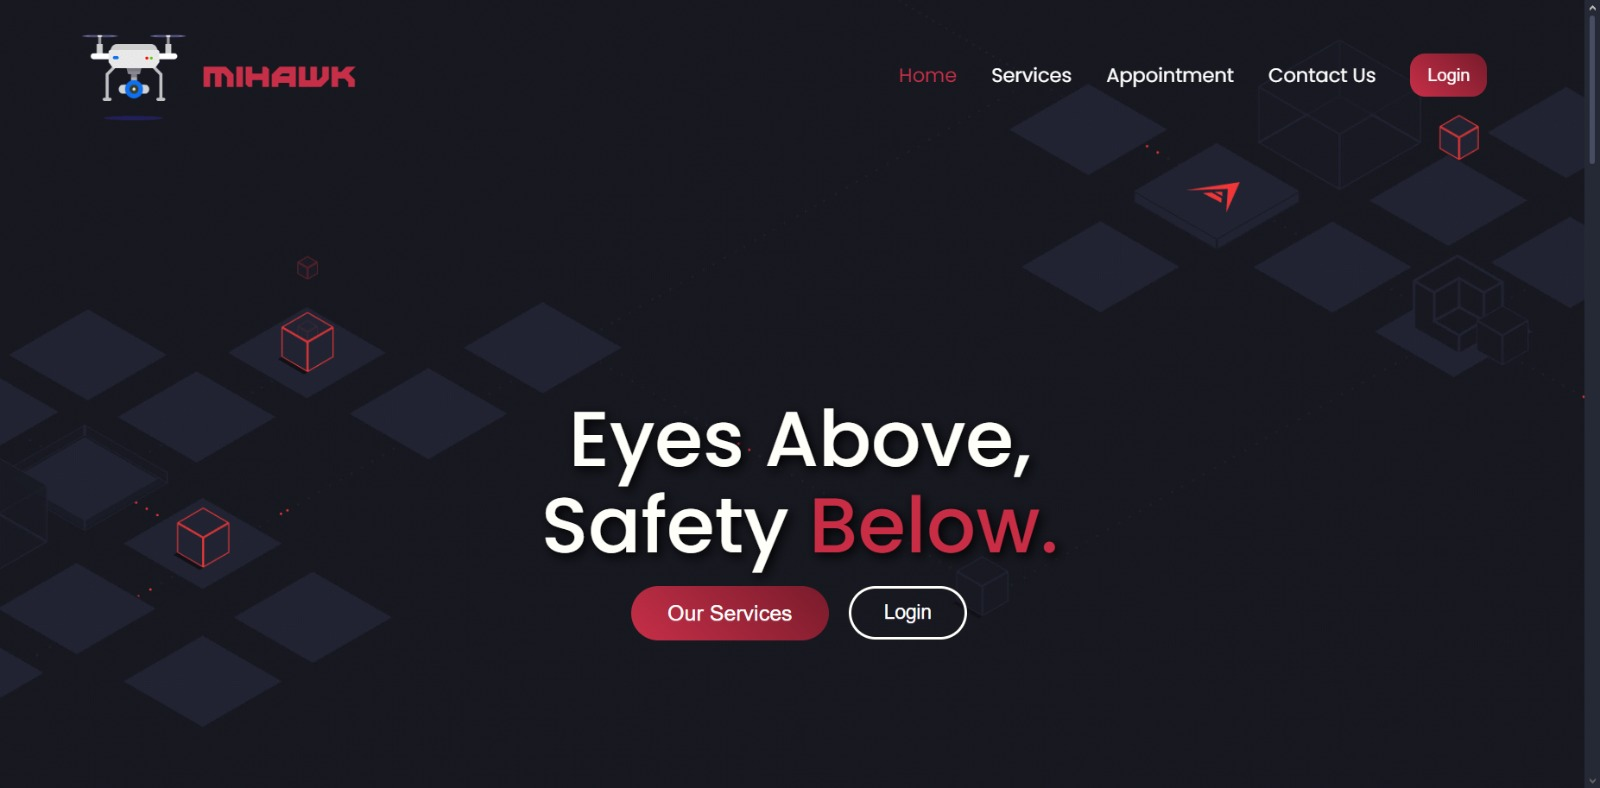 MIHAWK
Home Services Appointment Contact Us Login
Eyes Above,
Safety Below.
Our Services Login